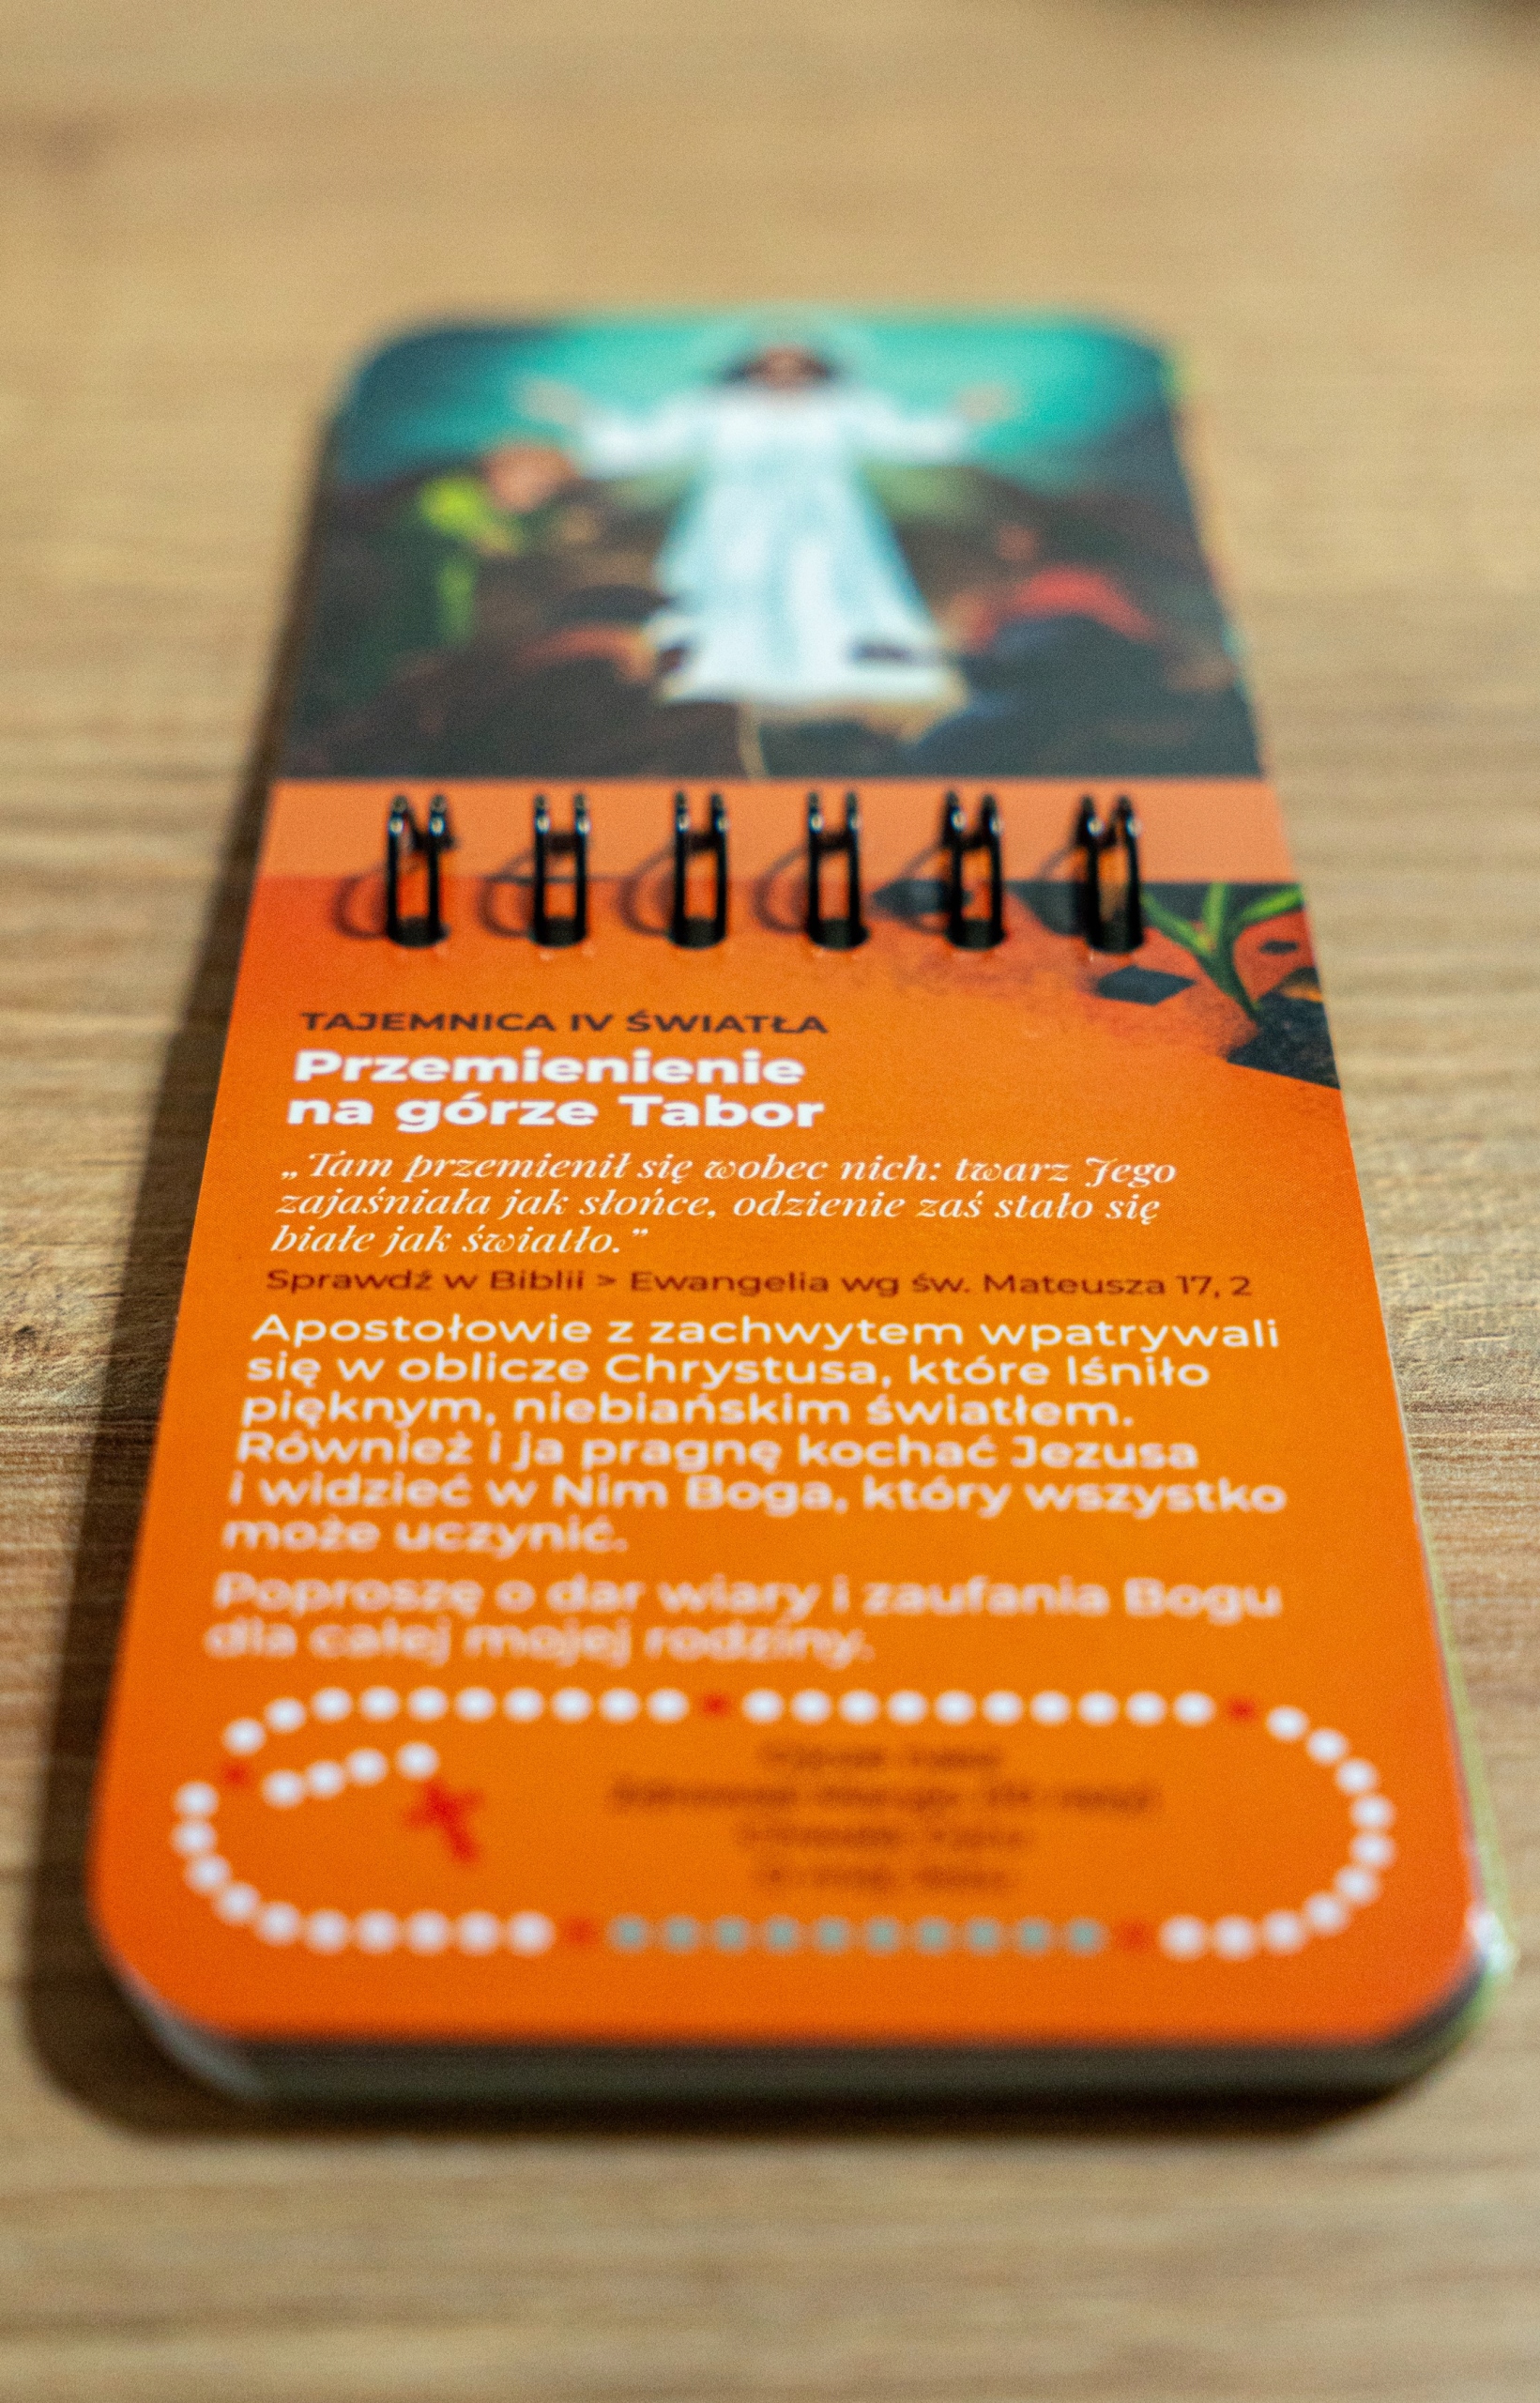 TAJEMNICA IV ŚWIATŁA
Przemienienie
na górze Tabor
„Tam przemienił się wobec nich: twarz Jego
zajaśniała jak słońce, odzienie zaś stało się
białe jak światło.”
Sprawdź w Biblii > Ewangelia wg św. Mateusza 17, 2
Apostołowie z zachwytem wpatrywali
się w oblicze Chrystusa, które lśniło
pięknym, niebiańskim światłem.
Również i ja pragnę kochać Jezusa
i widzieć w Nim Boga, który wszystko
może uczynić.
Poproszę o dar wiary i zaufania Bogu
dla całej mojej rodziny.